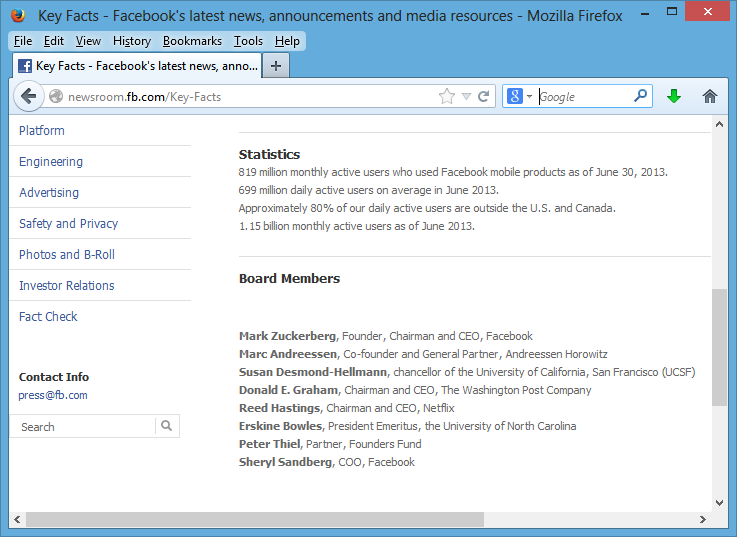 Key Facts - Facebook's latest news, announcements and media resources - Mozilla Firefox
File Edit View History Bookmarks Tools Help
Key Facts - Facebook's latest news, anno...
newsroom.fb.com/Key-Facts
Google
Platform
Engineering
Advertising
Safety and Privacy
Photos and B-Roll
Investor Relations
Fact Check
Contact Info
press@fb.com
Search
Statistics
819 million monthly active users who used Facebook mobile products as of June 30, 2013.
699 million daily active users on average in June 2013.
Approximately 80% of our daily active users are outside the U.S. and Canada.
1.15 billion monthly active users as of June 2013.
Board Members
Mark Zuckerberg, Founder, Chairman and CEO, Facebook
Marc Andreessen, Co-founder and General Partner, Andreessen Horowitz
Susan Desmond-Hellmann, chancellor of the University of California, San Francisco (UCSF)
Donald E. Graham, Chairman and CEO, The Washington Post Company
Reed Hastings, Chairman and CEO, Netflix
Erskine Bowles, President Emeritus, the University of North Carolina
Peter Thiel, Partner, Founders Fund
Sheryl Sandberg, COO, Facebook